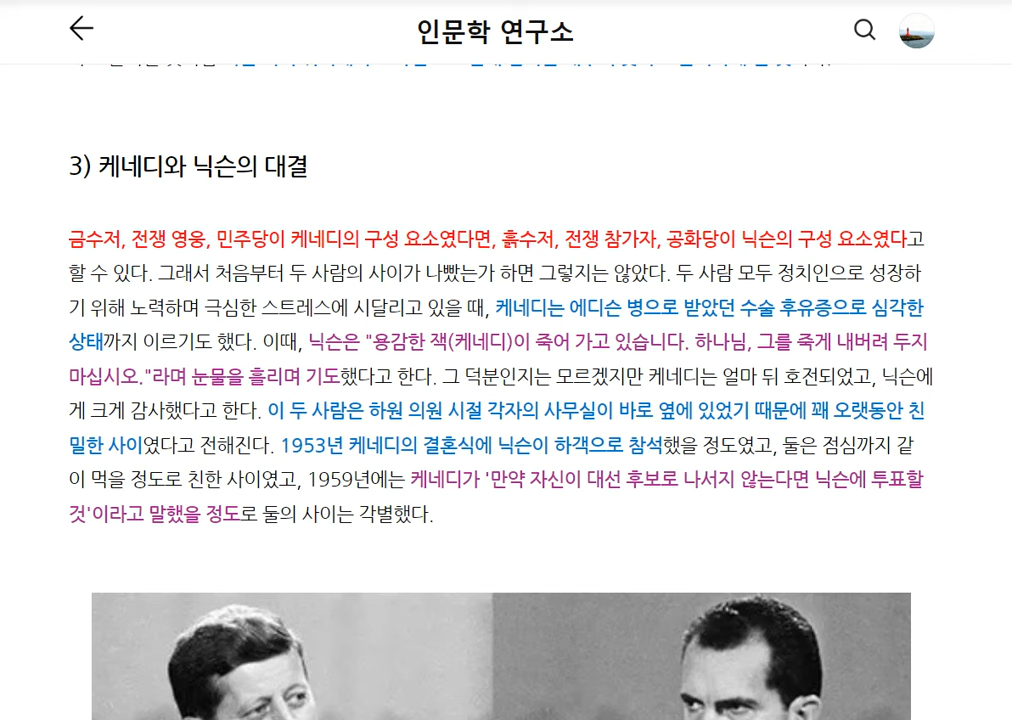 인문학 연구소
3) 케네디와 닉슨의 대결
금수저, 전쟁 영웅, 민주당이 케네디의 구성 요소였다면, 흙수저, 전쟁 참가자, 공화당이 닉슨의 구성 요소였다고
할 수 있다. 그래서 처음부터 두 사람의 사이가 나빴는가 하면 그렇지는 않았다. 두 사람 모두 정치인으로 성장하
기 위해 노력하며 극심한 스트레스에 시달리고 있을 때, 케네디는 에디슨 병으로 받았던 수술 후유증으로 심각한
상태까지 이르기도 했다. 이때, 닉슨은 "용감한 잭(케네디)이 죽어 가고 있습니다. 하나님, 그를 죽게 내버려 두지
마십시오."라며 눈물을 흘리며 기도했다고 한다. 그 덕분인지는 모르겠지만 케네디는 얼마 뒤 호전되었고, 닉슨에
게 크게 감사했다고 한다. 이 두 사람은 하원 의원 시절 각자의 사무실이 바로 옆에 있었기 때문에 꽤 오랫동안 친
밀한 사이였다고 전해진다. 1953년 케네디의 결혼식에 닉슨이 하객으로 참석했을 정도였고, 둘은 점심까지 같
이 먹을 정도로 친한 사이였고, 1959년에는 케네디가 '만약 자신이 대선 후보로 나서지 않는다면 닉슨에 투표할
것'이라고 말했을 정도로 둘의 사이는 각별했다.